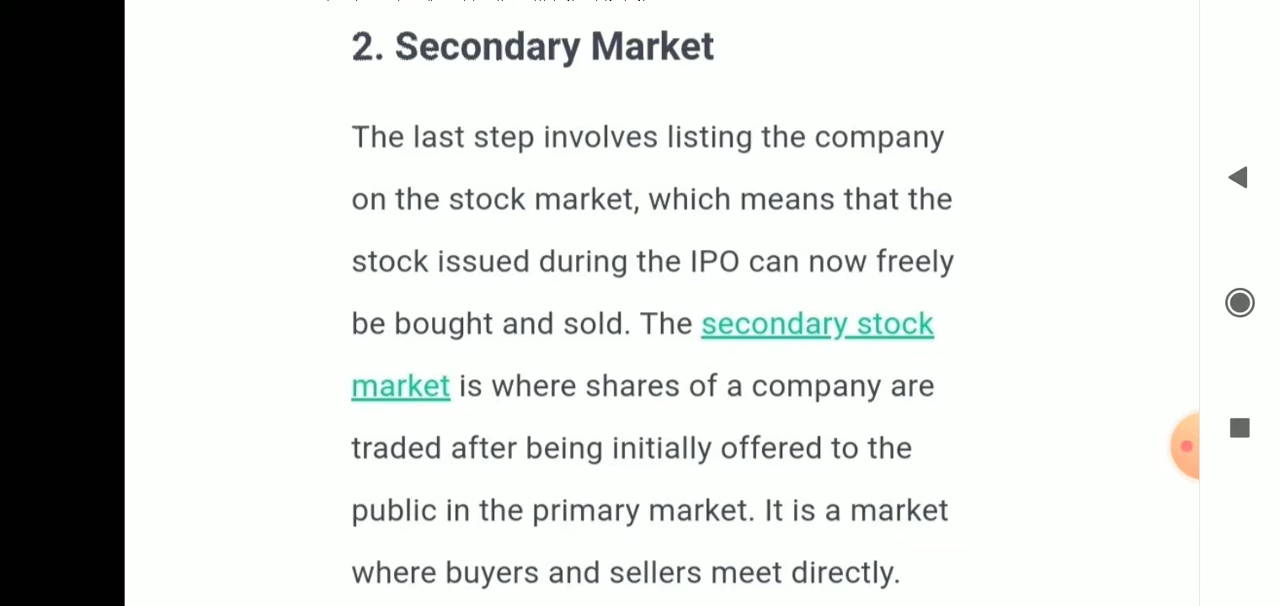 2. Secondary Market
The last step involves listing the company
on the stock market, which means that the
stock issued during the IPO can now freely
be bought and sold. The secondary stock
market is where shares of a company are
traded after being initially offered to the
public in the primary market. It is a market
where buyers and sellers meet directly.